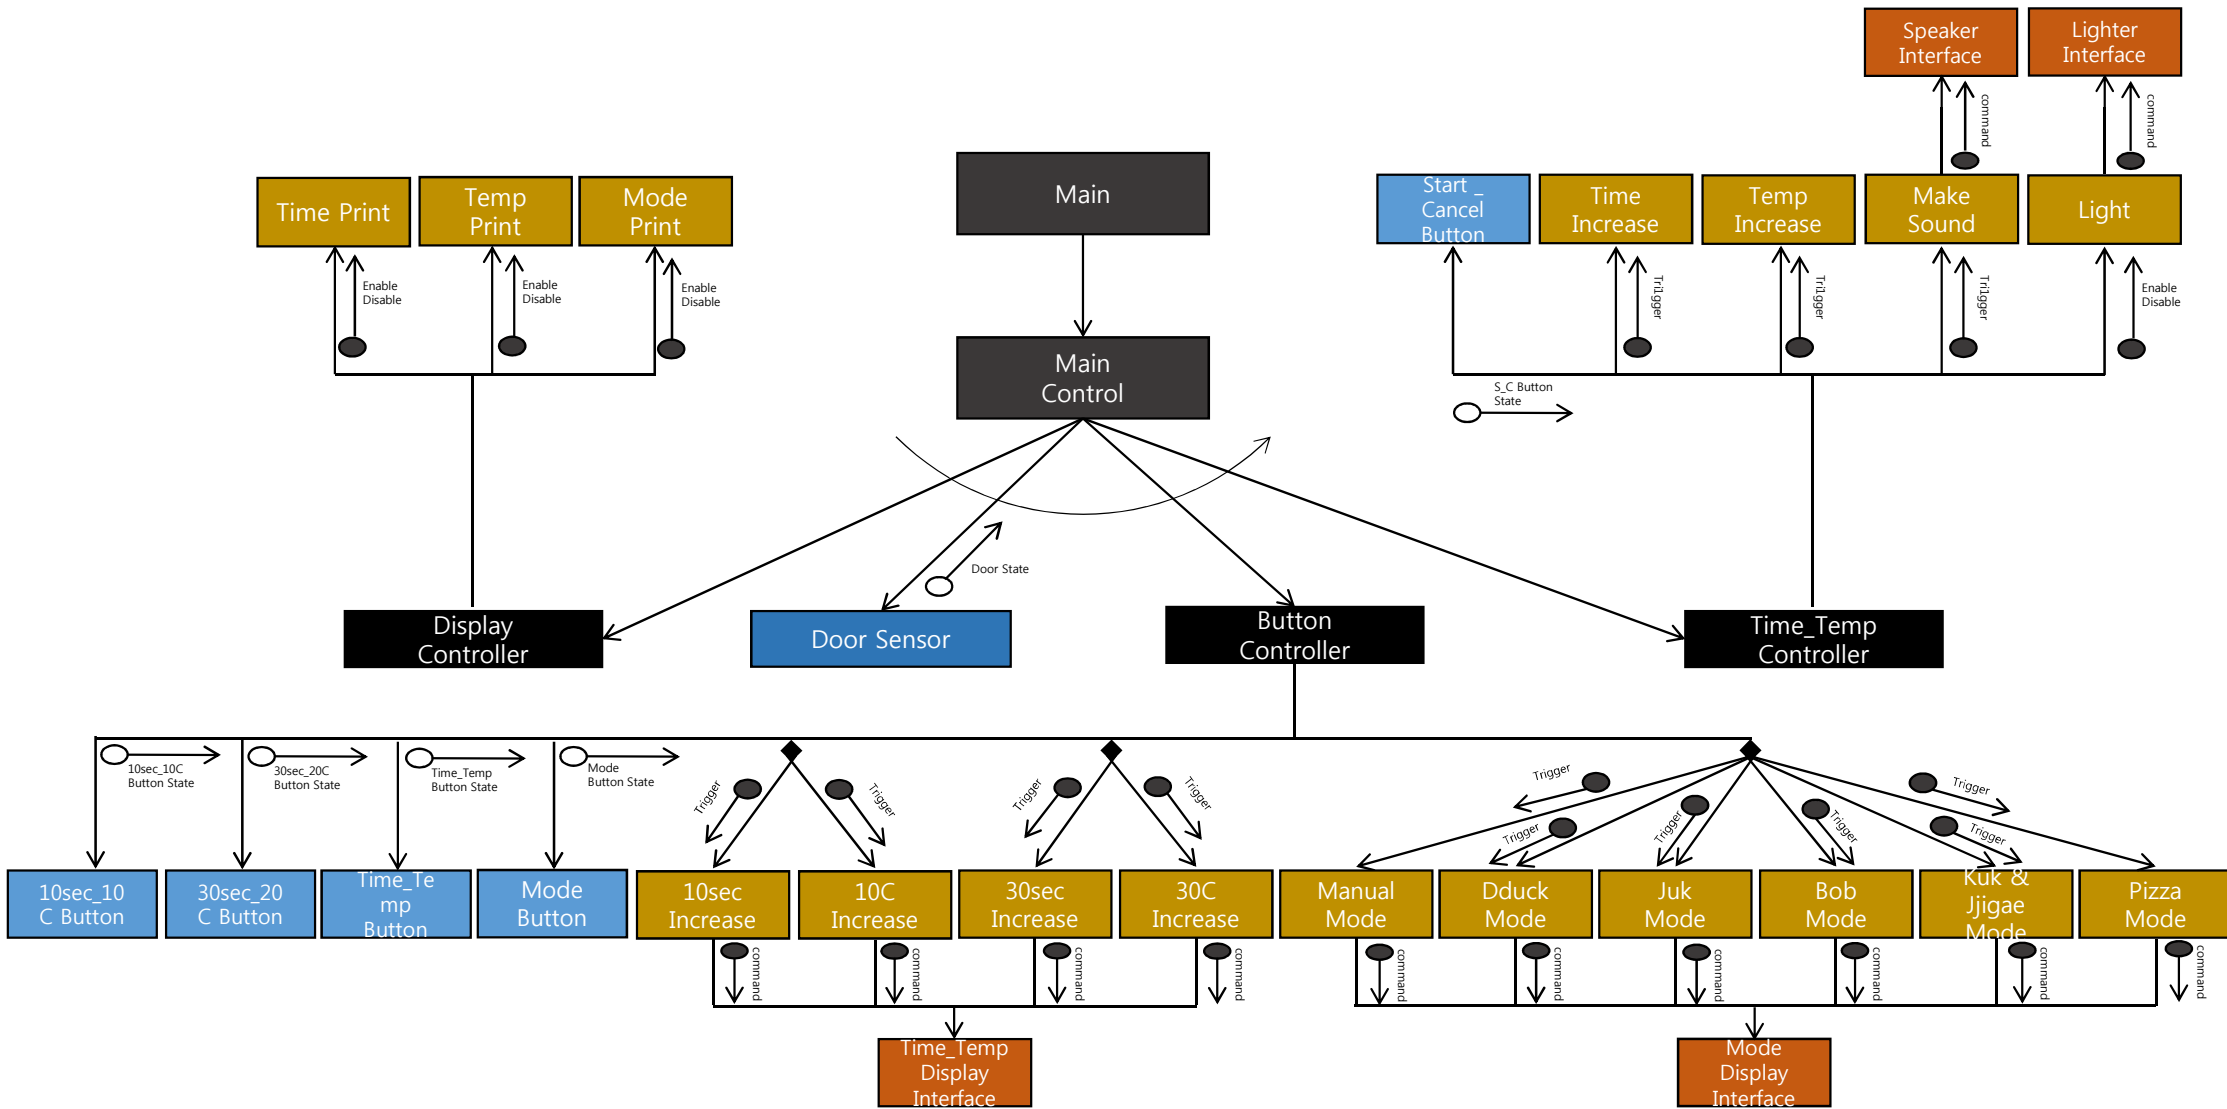 Speaker
Interface
Lighter
Interface
command
command
Time Print
Temp
Print
Mode
Print
Main
Start _
Cancel
Button
Time
Increase
Temp
Increase
Make
Sound
Light
Enable
Disable
Enable
Disable
Enable
Disable
Tri1gger
Tri1gger
Tri1gger
Enable
Disable
Main
Control
S_C Button
State
Door State
Display
Controller
Door Sensor
Button
Controller
Time_Temp
Controller
10sec_10C
Button State
30sec_20C
Button State
Time_Temp
Button State
Mode
Button State
Trigger
Trigger
Trigger
Trigger
Trigger
Trigger
Trigger
Trigger
Trigger
Trigger
10sec_10
C Button
30sec_20
C Button
Time_Te
mp
Button
Mode
Button
10sec
Increase
10C
Increase
30sec
Increase
30C
Increase
Manual
Mode
Dduck
Mode
Juk
Mode
Bob
Mode
Kuk &
Jjigae
Mode
Pizza
Mode
command
command
command
command
command
command
command
command
command
command
Time_Temp
Display
Interface
Mode
Display
Interface